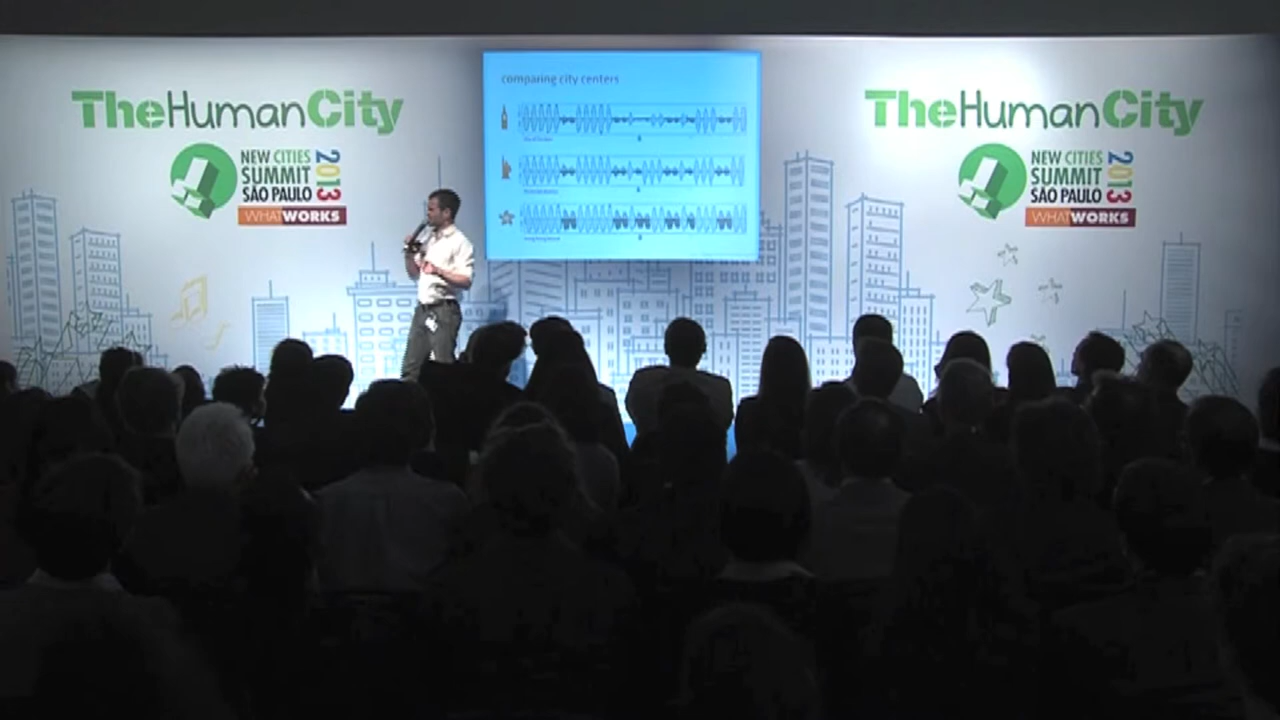 TheHumanCity
NEW CITIES
SUMMIT
SÃO PAULO
2013
WHATWORKS
comparing city centers
TheHumanCity
NEW CITIES
SUMMIT
SÃO PAULO
2013
WHATWORKS